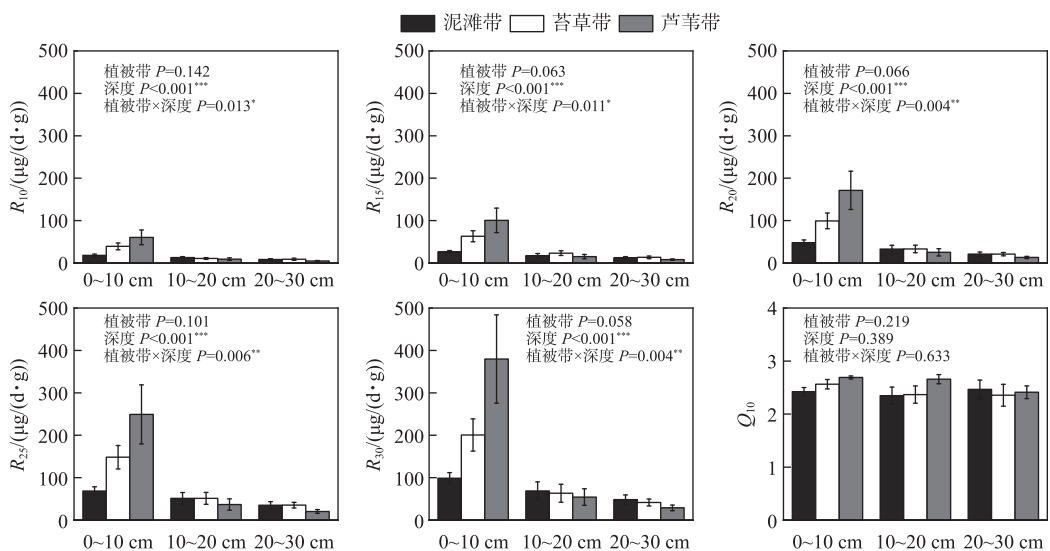 泥滩带 苔草带 芦苇带
500
400
300
200
100
0
R10/(μg/(d·g))
植被带 P=0.142
深度 P<0.001***
植被带×深度 P=0.013*
0~10 cm 10~20 cm 20~30 cm
500
400
300
200
100
0
R15/(μg/(d·g))
植被带 P=0.063
深度 P<0.001***
植被带×深度 P=0.011*
0~10 cm 10~20 cm 20~30 cm
500
400
300
200
100
0
R20/(μg/(d·g))
植被带 P=0.066
深度 P<0.001***
植被带×深度 P=0.004**
0~10 cm 10~20 cm 20~30 cm
500
400
300
200
100
0
R25/(μg/(d·g))
植被带 P=0.101
深度 P<0.001***
植被带×深度 P=0.006**
0~10 cm 10~20 cm 20~30 cm
500
400
300
200
100
0
R30/(μg/(d·g))
植被带 P=0.058
深度 P<0.001***
植被带×深度 P=0.004**
0~10 cm 10~20 cm 20~30 cm
4
3
2
1
0
Q10
植被带 P=0.219
深度 P=0.389
植被带×深度 P=0.633
0~10 cm 10~20 cm 20~30 cm